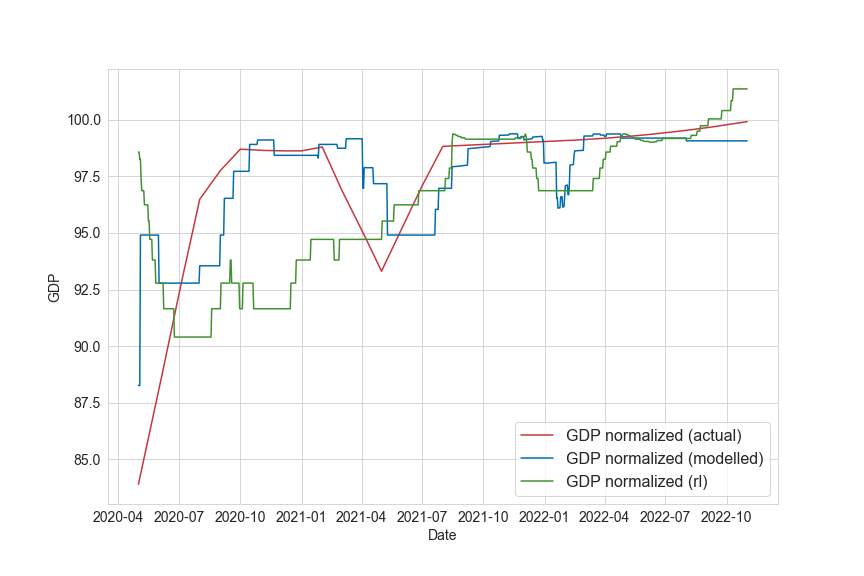 100.0
97.5
95.0
92.5
90.0
87.5
85.0
GDP
2020-04 2020-07 2020-10 2021-01 2021-04 2021-07 2021-10 2022-01 2022-04 2022-07 2022-10
Date
GDP normalized (actual)
GDP normalized (modelled)
GDP normalized (rl)